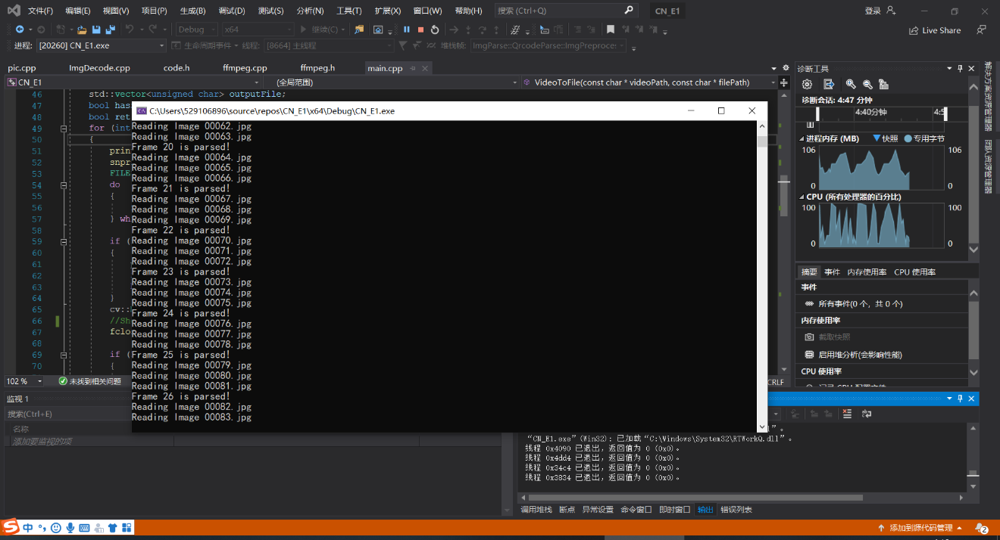 文件(F) 编辑(E) 视图(V) 项目(P) 生成(B) 调试(D) 测试(S) 分析(N) 工具(T) 扩展(X) 窗口(W) 帮助(H) 搜索 (Ctrl+Q) CN_E1 登录
Debug x64 继续(C) Live Share
进程: [20260] CN_E1.exe 生命周期事件 线程: [8664] 主线程 堆栈帧: ImgParse::QrcodeParse::ImgPreproces
pic.cpp ImgDecode.cpp code.h ffmpeg.cpp ffmpeg.h main.cpp
CN_E1 (全局范围) VideoToFile(const char * videoPath, const char * filePath)
46 std::vector<unsigned char> outputFile;
47 bool has
48 bool ret
49 for (int
50 {
51 prin
52 snpr
53 FILE
54 do
55 {
56
57 } wh
58
59 if (
60 {
61
62
63
64 }
65 cv::
66 //Sh
67 fclo
68
69 if (
70 {
102 % 未找到相关问题
CRLF
C:\Users\529106896\source\repos\CN_E1\x64\Debug\CN_E1.exe
Reading Image 00062.jpg
Reading Image 00063.jpg
Frame 20 is parsed!
Reading Image 00064.jpg
Reading Image 00065.jpg
Reading Image 00066.jpg
Frame 21 is parsed!
Reading Image 00067.jpg
Reading Image 00068.jpg
Reading Image 00069.jpg
Frame 22 is parsed!
Reading Image 00070.jpg
Reading Image 00071.jpg
Reading Image 00072.jpg
Frame 23 is parsed!
Reading Image 00073.jpg
Reading Image 00074.jpg
Reading Image 00075.jpg
Frame 24 is parsed!
Reading Image 00076.jpg
Reading Image 00077.jpg
Reading Image 00078.jpg
Frame 25 is parsed!
Reading Image 00079.jpg
Reading Image 00080.jpg
Reading Image 00081.jpg
Frame 26 is parsed!
Reading Image 00082.jpg
Reading Image 00083.jpg
诊断工具
诊断会话: 4:47 分钟
4:40分钟 4:5
进程内存 (MB) 快照 专用字节
106 106
0 0
CPU (所有处理器的百分比)
100 100
0 0
摘要 事件 内存使用率 CPU 使用率
事件
所有事件(0 个，共 0 个)
内存使用率
截取快照
启用堆分析(会影响性能)
CPU 使用率
解决方案资源管理器
团队资源管理器
监视 1
搜索(Ctrl+E)
名称
添加要监视的项
“CN_E1.exe”(Win32): 已加载“C:\Windows\System32\RTWorkQ.dll”。
线程 0x4090 已退出，返回值为 0 (0x0)。
线程 0x4dd4 已退出，返回值为 0 (0x0)。
线程 0x34c4 已退出，返回值为 0 (0x0)。
线程 0x3834 已退出，返回值为 0 (0x0)。
调用堆栈 断点 异常设置 命令窗口 即时窗口 输出 错误列表
中 添加到源代码管理 2